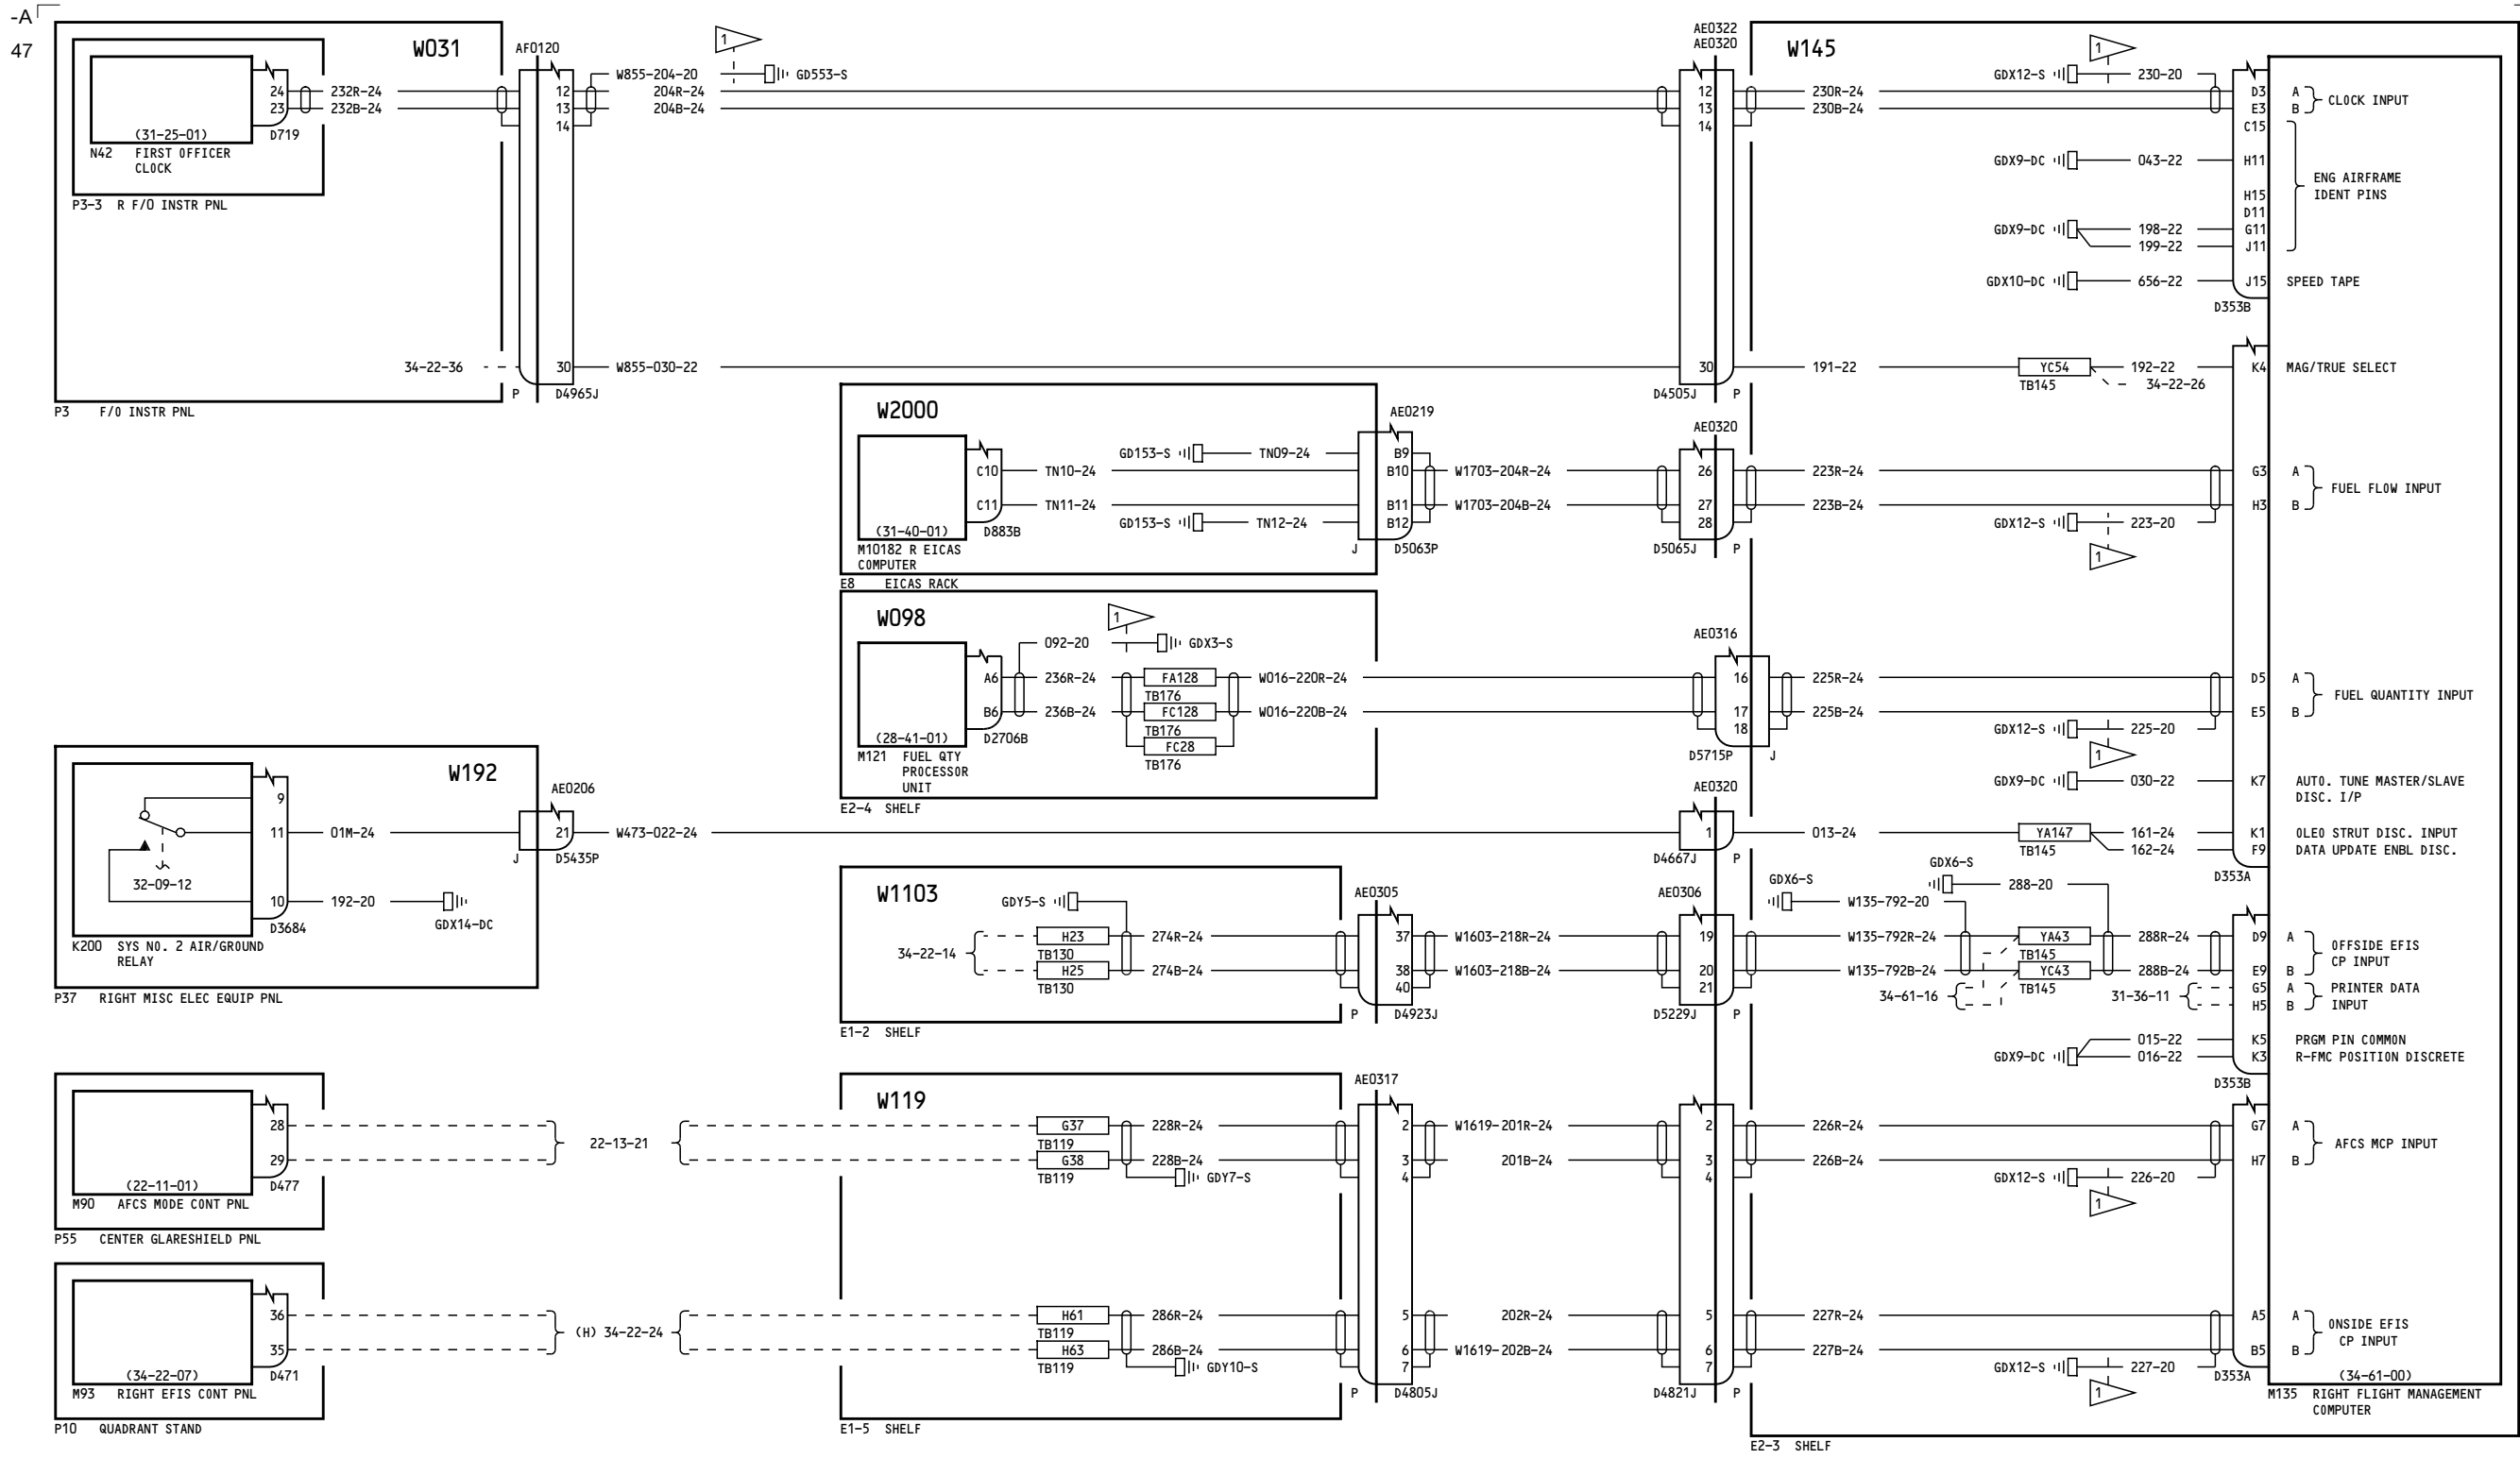 -A
47
W031
AF0120
1
W855-204-20
GD553-S
24
232R-24
12
204R-24
23
232B-24
13
204B-24
14
(31-25-01)
D719
N42 FIRST OFFICER
CLOCK
P3-3 R F/O INSTR PNL
34-22-36
30
W855-030-22
P
D4965J
P3 F/O INSTR PNL
AE0322
AE0320
W145
1
GDX12-S
230-20
12
230R-24
D3
A
CLOCK INPUT
13
230B-24
E3
B
14
C15
GDX9-DC
043-22
H11
ENG AIRFRAME
IDENT PINS
H15
D11
GDX9-DC
198-22
G11
199-22
J11
GDX10-DC
656-22
J15
SPEED TAPE
D353B
30
191-22
YC54
TB145
192-22
34-22-26
K4
MAG/TRUE SELECT
D4505J
P
W2000
AE0219
GD153-S
TN09-24
B9
C10
TN10-24
B10
W1703-204R-24
C11
TN11-24
B11
W1703-204B-24
GD153-S
TN12-24
B12
(31-40-01)
D883B
J
D5063P
M10182 R EICAS
COMPUTER
E8 EICAS RACK
AE0320
26
223R-24
G3
A
FUEL FLOW INPUT
27
223B-24
H3
B
28
GDX12-S
223-20
D5065J
P
1
W098
1
092-20
GDX3-S
A6
236R-24
FA128
TB176
W016-220R-24
B6
236B-24
FC128
TB176
W016-220B-24
FC28
TB176
(28-41-01)
D2706B
M121 FUEL QTY
PROCESSOR
UNIT
E2-4 SHELF
AE0316
16
225R-24
D5
A
FUEL QUANTITY INPUT
17
225B-24
E5
B
18
GDX12-S
225-20
D5715P
J
1
GDX9-DC
030-22
K7
AUTO. TUNE MASTER/SLAVE
DISC. I/P
W192
AE0206
9
11
01M-24
21
W473-022-24
J
D5435P
32-09-12
10
192-20
GDX14-DC
D3684
K200 SYS NO. 2 AIR/GROUND
RELAY
P37 RIGHT MISC ELEC EQUIP PNL
AE0320
1
013-24
YA147
TB145
161-24
K1
OLEO STRUT DISC. INPUT
162-24
F9
DATA UPDATE ENBL DISC.
D4667J
P
D353A
W1103
GDY5-S
AE0305
34-22-14
H23
TB130
274R-24
37
W1603-218R-24
H25
TB130
274B-24
38
W1603-218B-24
40
P
D4923J
E1-2 SHELF
AE0306
GDX6-S
W135-792-20
GDX6-S
288-20
19
W135-792R-24
YA43
TB145
288R-24
D9
A
OFFSIDE EFIS
CP INPUT
20
W135-792B-24
YC43
TB145
288B-24
E9
B
21
34-61-16
31-36-11
G5
A
PRINTER DATA
INPUT
H5
B
D5229J
P
GDX9-DC
015-22
K5
PRGM PIN COMMON
016-22
K3
R-FMC POSITION DISCRETE
D353B
28
29
22-13-21
(22-11-01)
D477
M90 AFCS MODE CONT PNL
P55 CENTER GLARESHIELD PNL
W119
AE0317
G37
TB119
228R-24
2
W1619-201R-24
G38
TB119
228B-24
3
201B-24
GDY7-S
4
2
226R-24
G7
A
AFCS MCP INPUT
3
226B-24
H7
B
4
GDX12-S
226-20
1
36
35
(H) 34-22-24
(34-22-07)
D471
M93 RIGHT EFIS CONT PNL
P10 QUADRANT STAND
H61
TB119
286R-24
5
202R-24
H63
TB119
286B-24
6
W1619-202B-24
GDY10-S
7
P
D4805J
E1-5 SHELF
5
227R-24
A5
A
ONSIDE EFIS
CP INPUT
6
227B-24
B5
B
7
GDX12-S
227-20
D4821J
P
1
D353A
(34-61-00)
M135 RIGHT FLIGHT MANAGEMENT
COMPUTER
E2-3 SHELF